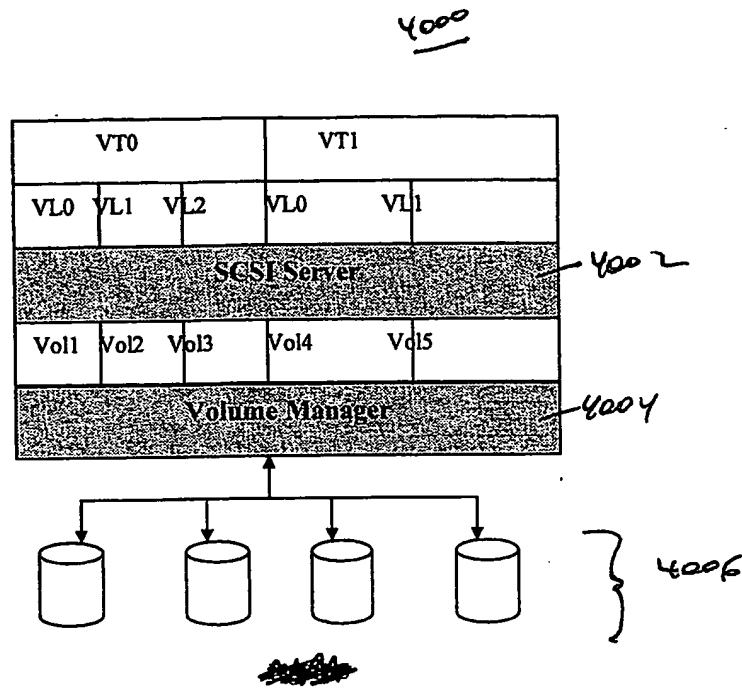 4000
VT0 VT1
VL0 VL1 VL2 VL0 VL1
SCSI Server
4002
Vol1 Vol2 Vol3 Vol4 Vol5
Volume Manager
4004
4006